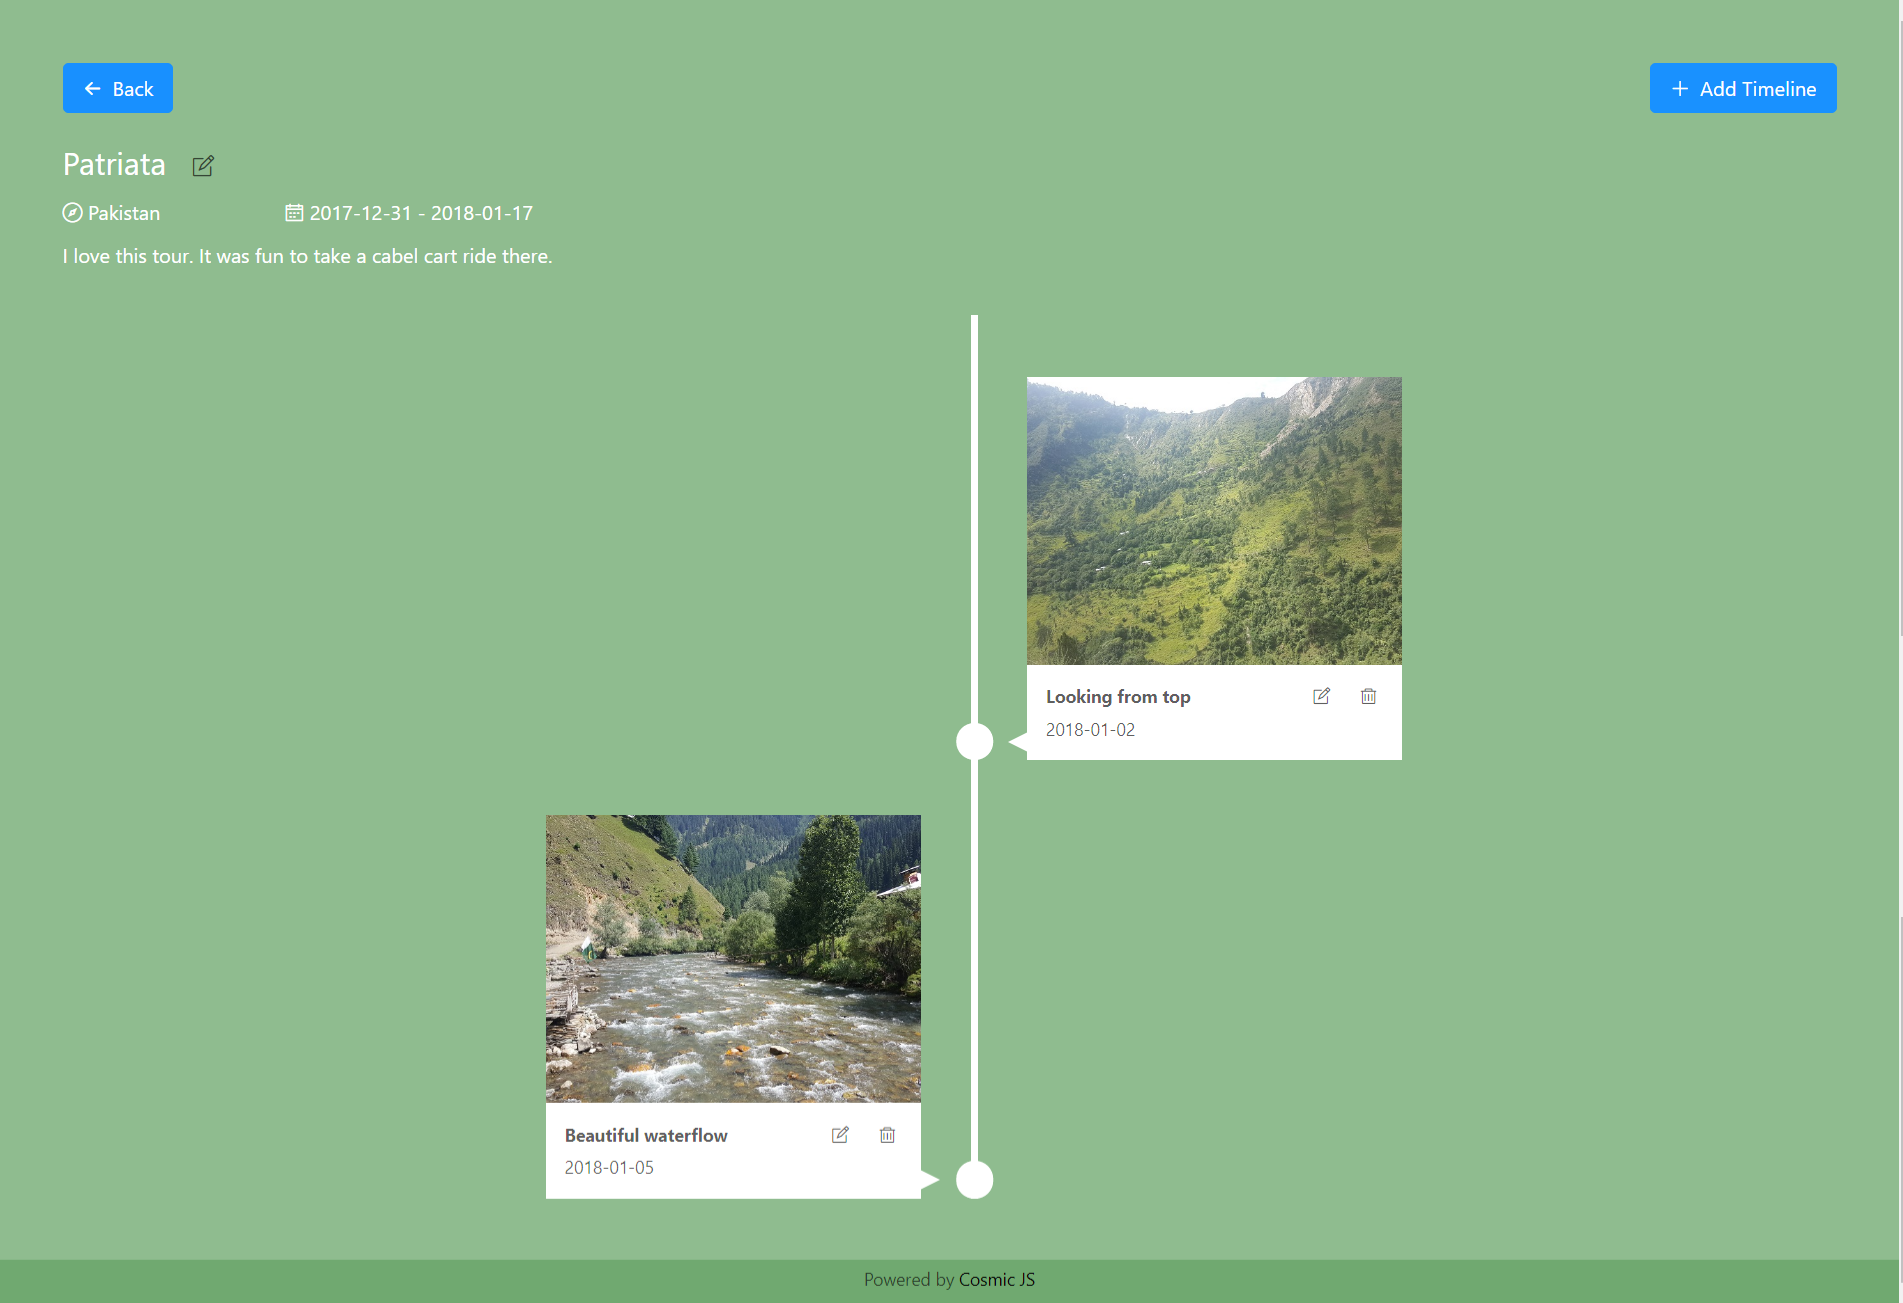 Back
Add Timeline
Patriata
Pakistan
2017-12-31 - 2018-01-17
I love this tour. It was fun to take a cabel cart ride there.
Looking from top
2018-01-02
Beautiful waterflow
2018-01-05
Powered by Cosmic JS